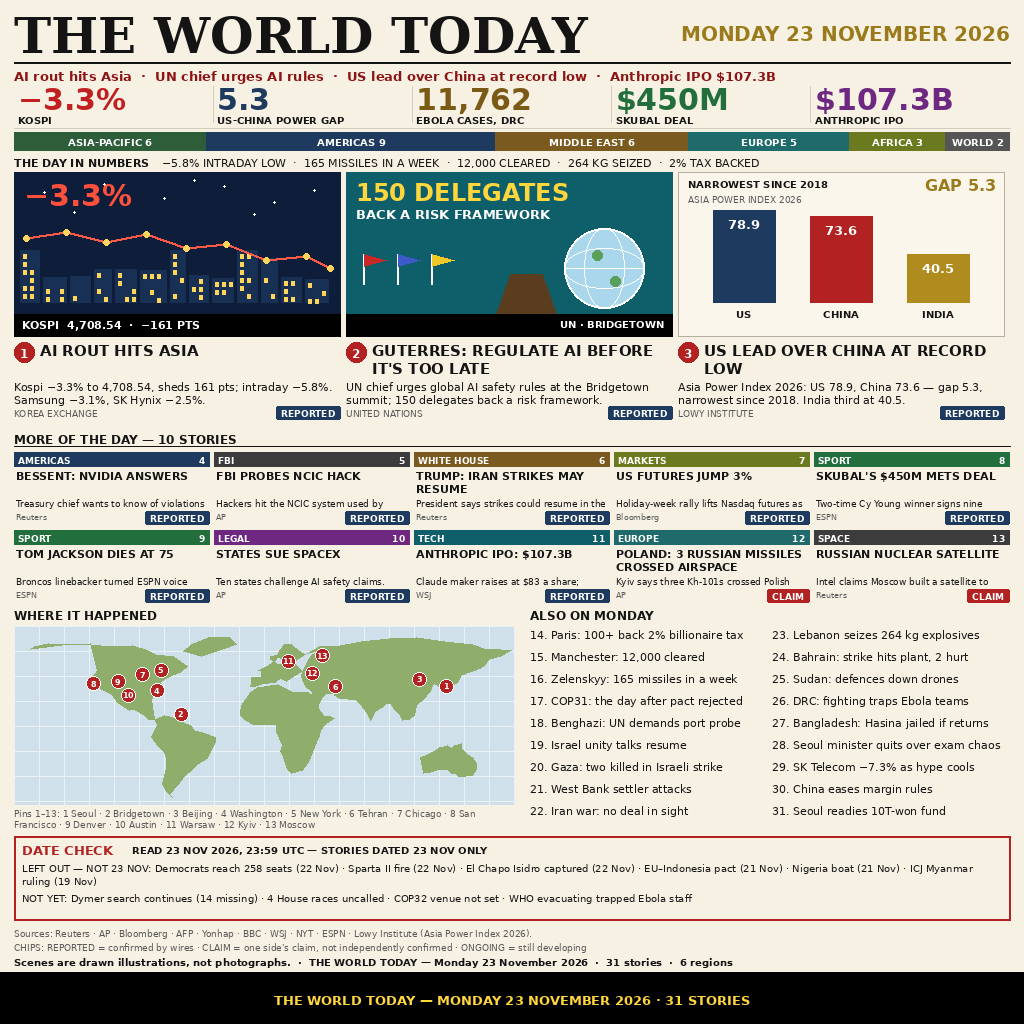 THE WORLD TODAY
MONDAY 23 NOVEMBER 2026
AI rout hits Asia · UN chief urges AI rules · US lead over China at record low · Anthropic IPO $107.3B
−3.3%
KOSPI
5.3
US-CHINA POWER GAP
11,762
EBOLA CASES, DRC
$450M
SKUBAL DEAL
$107.3B
ANTHROPIC IPO
ASIA-PACIFIC 6
AMERICAS 9
MIDDLE EAST 6
EUROPE 5
AFRICA 3
WORLD 2
THE DAY IN NUMBERS −5.8% INTRADAY LOW · 165 MISSILES IN A WEEK · 12,000 CLEARED · 264 KG SEIZED · 2% TAX BACKED
−3.3%
KOSPI 4,708.54 · −161 PTS
150 DELEGATES
BACK A RISK FRAMEWORK
UN · BRIDGETOWN
NARROWEST SINCE 2018
GAP 5.3
ASIA POWER INDEX 2026
78.9
73.6
40.5
US
CHINA
INDIA
1 AI ROUT HITS ASIA
Kospi −3.3% to 4,708.54, sheds 161 pts; intraday −5.8%.
Samsung −3.1%, SK Hynix −2.5%.
KOREA EXCHANGE
REPORTED
2 GUTERRES: REGULATE AI BEFORE
IT'S TOO LATE
UN chief urges global AI safety rules at the Bridgetown
summit; 150 delegates back a risk framework.
UNITED NATIONS
REPORTED
3 US LEAD OVER CHINA AT RECORD
LOW
Asia Power Index 2026: US 78.9, China 73.6 — gap 5.3,
narrowest since 2018. India third at 40.5.
LOWY INSTITUTE
REPORTED
MORE OF THE DAY — 10 STORIES
AMERICAS 4
BESSENT: NVIDIA ANSWERS
Treasury chief wants to know of violations
Reuters
REPORTED
FBI 5
FBI PROBES NCIC HACK
Hackers hit the NCIC system used by
AP
REPORTED
WHITE HOUSE 6
TRUMP: IRAN STRIKES MAY
RESUME
President says strikes could resume in the
Reuters
REPORTED
MARKETS 7
US FUTURES JUMP 3%
Holiday-week rally lifts Nasdaq futures as
Bloomberg
REPORTED
SPORT 8
SKUBAL'S $450M METS DEAL
Two-time Cy Young winner signs nine
ESPN
REPORTED
SPORT 9
TOM JACKSON DIES AT 75
Broncos linebacker turned ESPN voice
ESPN
REPORTED
LEGAL 10
STATES SUE SPACEX
Ten states challenge AI safety claims.
AP
REPORTED
TECH 11
ANTHROPIC IPO: $107.3B
Claude maker raises at $83 a share;
WSJ
REPORTED
EUROPE 12
POLAND: 3 RUSSIAN MISSILES
CROSSED AIRSPACE
Kyiv says three Kh-101s crossed Polish
AP
CLAIM
SPACE 13
RUSSIAN NUCLEAR SATELLITE
Intel claims Moscow built a satellite to
Reuters
CLAIM
WHERE IT HAPPENED
8
9
10
7
5
4
2
11
13
12
6
3
1
Pins 1–13: 1 Seoul · 2 Bridgetown · 3 Beijing · 4 Washington · 5 New York · 6 Tehran · 7 Chicago · 8 San
Francisco · 9 Denver · 10 Austin · 11 Warsaw · 12 Kyiv · 13 Moscow
ALSO ON MONDAY
14. Paris: 100+ back 2% billionaire tax
15. Manchester: 12,000 cleared
16. Zelenskyy: 165 missiles in a week
17. COP31: the day after pact rejected
18. Benghazi: UN demands port probe
19. Israel unity talks resume
20. Gaza: two killed in Israeli strike
21. West Bank settler attacks
22. Iran war: no deal in sight
23. Lebanon seizes 264 kg explosives
24. Bahrain: strike hits plant, 2 hurt
25. Sudan: defences down drones
26. DRC: fighting traps Ebola teams
27. Bangladesh: Hasina jailed if returns
28. Seoul minister quits over exam chaos
29. SK Telecom −7.3% as hype cools
30. China eases margin rules
31. Seoul readies 10T-won fund
DATE CHECK READ 23 NOV 2026, 23:59 UTC — STORIES DATED 23 NOV ONLY
LEFT OUT — NOT 23 NOV: Democrats reach 258 seats (22 Nov) · Sparta II fire (22 Nov) · El Chapo Isidro captured (22 Nov) · EU–Indonesia pact (21 Nov) · Nigeria boat (21 Nov) · ICJ Myanmar
ruling (19 Nov)
NOT YET: Dymer search continues (14 missing) · 4 House races uncalled · COP32 venue not set · WHO evacuating trapped Ebola staff
Sources: Reuters · AP · Bloomberg · AFP · Yonhap · BBC · WSJ · NYT · ESPN · Lowy Institute (Asia Power Index 2026).
CHIPS: REPORTED = confirmed by wires · CLAIM = one side's claim, not independently confirmed · ONGOING = still developing
Scenes are drawn illustrations, not photographs. · THE WORLD TODAY — Monday 23 November 2026 · 31 stories · 6 regions
THE WORLD TODAY — MONDAY 23 NOVEMBER 2026 · 31 STORIES